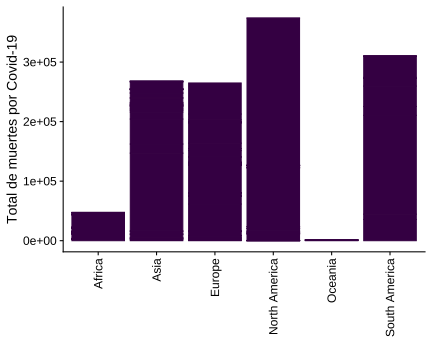 Total de muertes por Covid-19
3e+05
2e+05
1e+05
0e+00
Africa
Asia
Europe
North America
Oceania
South America